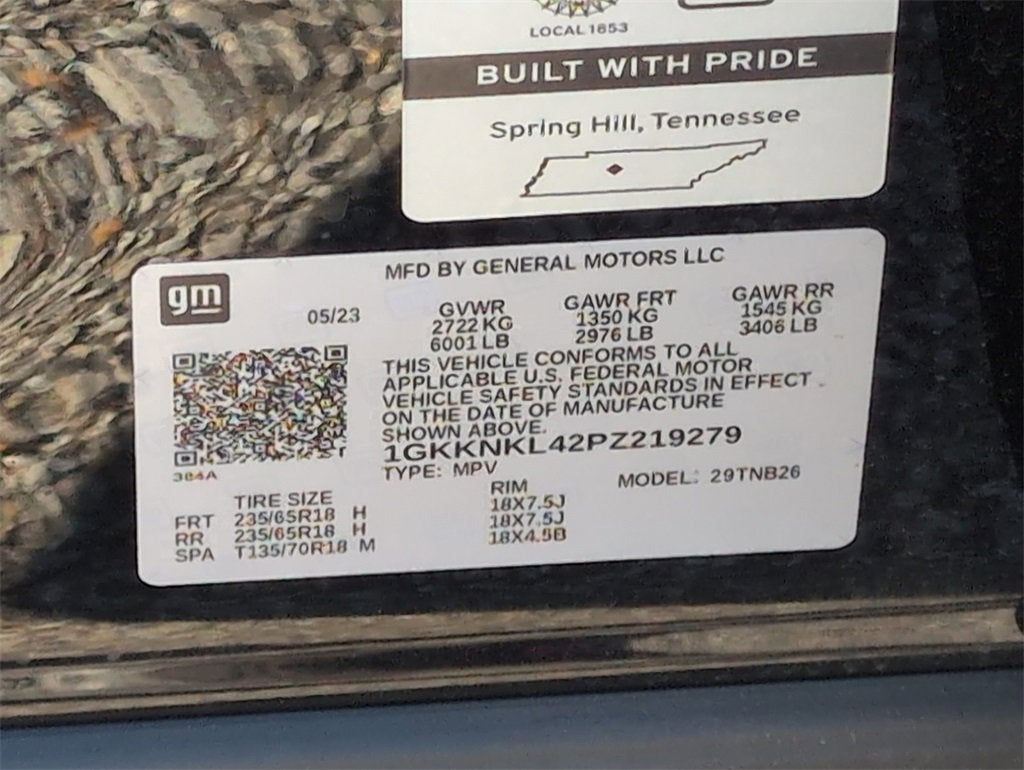 LOCAL 1853
BUILT WITH PRIDE
Spring Hill, Tennessee
MFD BY GENERAL MOTORS LLC
gm
05/23
GVWR GAWR FRT GAWR RR
2722 KG 1350 KG 1545 KG
6001 LB 2976 LB 3406 LB
THIS VEHICLE CONFORMS TO ALL
APPLICABLE U.S. FEDERAL MOTOR
VEHICLE SAFETY STANDARDS IN EFFECT
ON THE DATE OF MANUFACTURE
SHOWN ABOVE.
1GKKNKL42PZ219279
384A
TYPE: MPV MODEL: 29TNB26
TIRE SIZE RIM
FRT 235/65R18 H 18X7.5J
RR 235/65R18 H 18X7.5J
SPA T135/70R18 M 18X4.5B